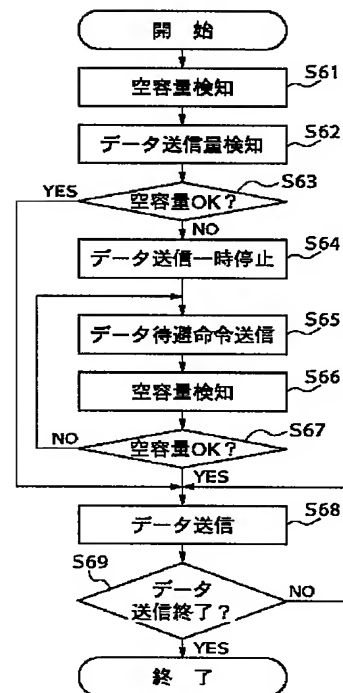 開始
S61
空容量検知
S62
データ送信量検知
S63
YES
空容量OK?
NO
S64
データ送信一時停止
S65
データ待避命令送信
S66
空容量検知
S67
NO
空容量OK?
YES
S68
データ送信
S69
データ
送信終了?
NO
YES
終了